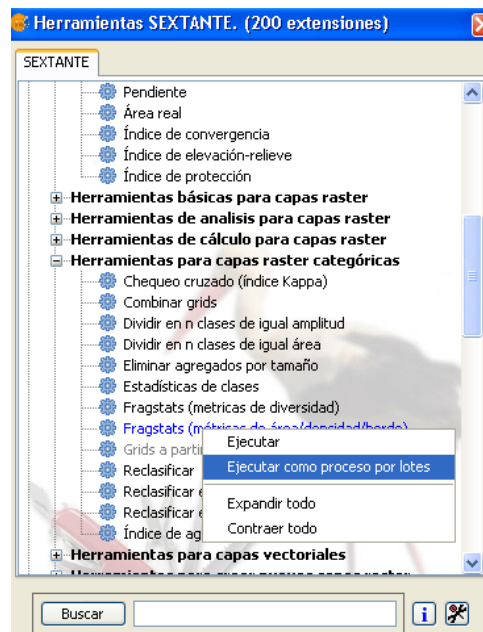 Herramientas SEXTANTE. (200 extensiones)
SEXTANTE
Pendiente
Área real
Índice de convergencia
Índice de elevación-relieve
Índice de protección
Herramientas básicas para capas raster
Herramientas de analisis para capas raster
Herramientas de cálculo para capas raster
Herramientas para capas raster categóricas
Chequeo cruzado (índice Kappa)
Combinar grids
Dividir en n clases de igual amplitud
Dividir en n clases de igual área
Eliminar agregados por tamaño
Estadísticas de clases
Fragstats (metricas de diversidad)
Fragstats (métricas de área/densidad/borde)
Ejecutar
Grids a parti
Ejecutar como proceso por lotes
Reclasificar
Reclasificar e
Expandir todo
Reclasificar e
Contraer todo
Índice de ag
Herramientas para capas vectoriales
Buscar